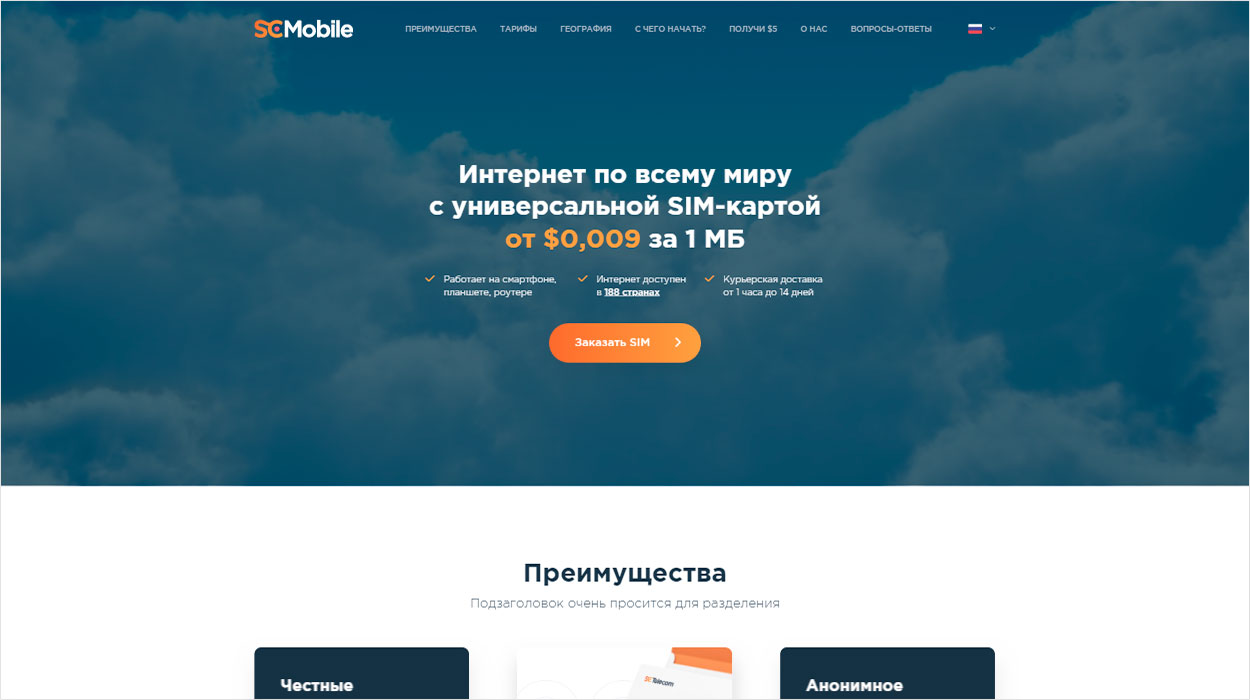 SCMobile
ПРЕИМУЩЕСТВА ТАРИФЫ ГЕОГРАФИЯ С ЧЕГО НАЧАТЬ? ПОЛУЧИ $5 О НАС ВОПРОСЫ-ОТВЕТЫ
Интернет по всему миру
с универсальной SIM-картой
от $0,009 за 1 МБ
Работает на смартфоне,
планшете, роутере
Интернет доступен
в 188 странах
Курьерская доставка
от 1 часа до 14 дней
Заказать SIM
Преимущества
Подзаголовок очень просится для разделения
Честные
SC Telecom
Анонимное